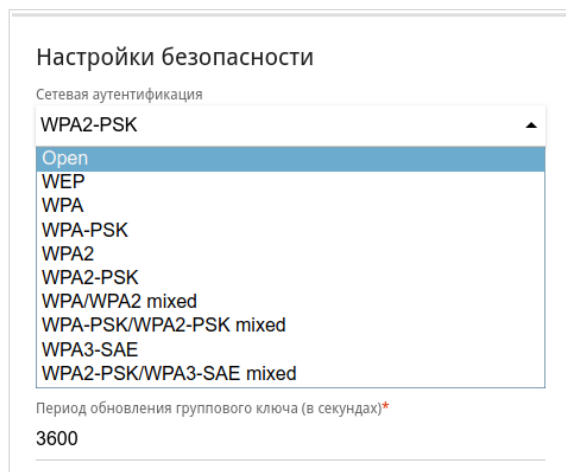 Настройки безопасности
Сетевая аутентификация
WPA2-PSK
Open
WEP
WPA
WPA-PSK
WPA2
WPA2-PSK
WPA/WPA2 mixed
WPA-PSK/WPA2-PSK mixed
WPA3-SAE
WPA2-PSK/WPA3-SAE mixed
Период обновления группового ключа (в секундах)*
3600